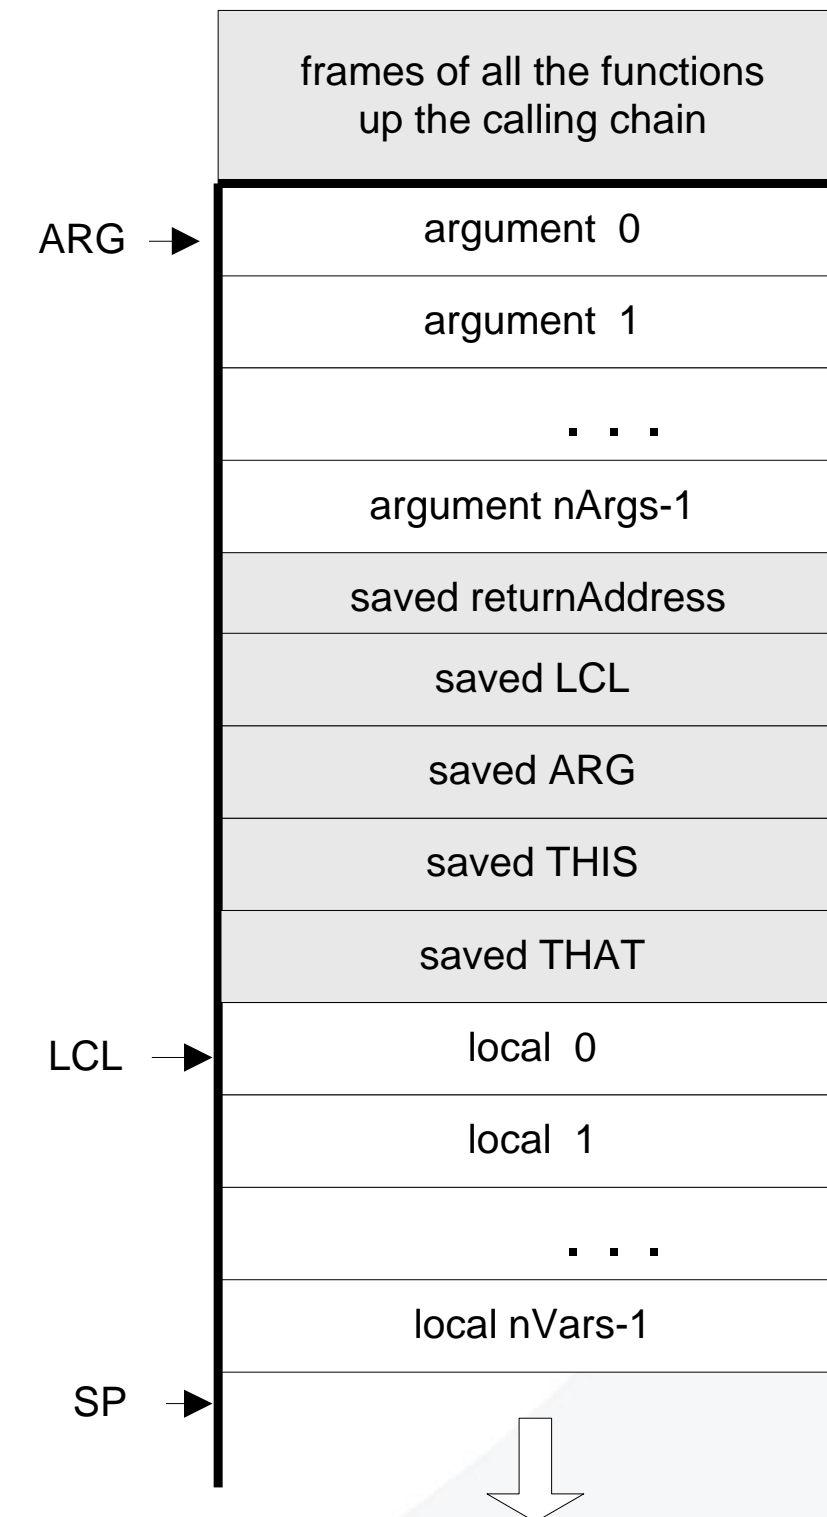 frames of all the functions
up the calling chain
ARG
argument 0
argument 1
. . .
argument nArgs-1
saved returnAddress
saved LCL
saved ARG
saved THIS
saved THAT
LCL
local 0
local 1
. . .
local nVars-1
SP